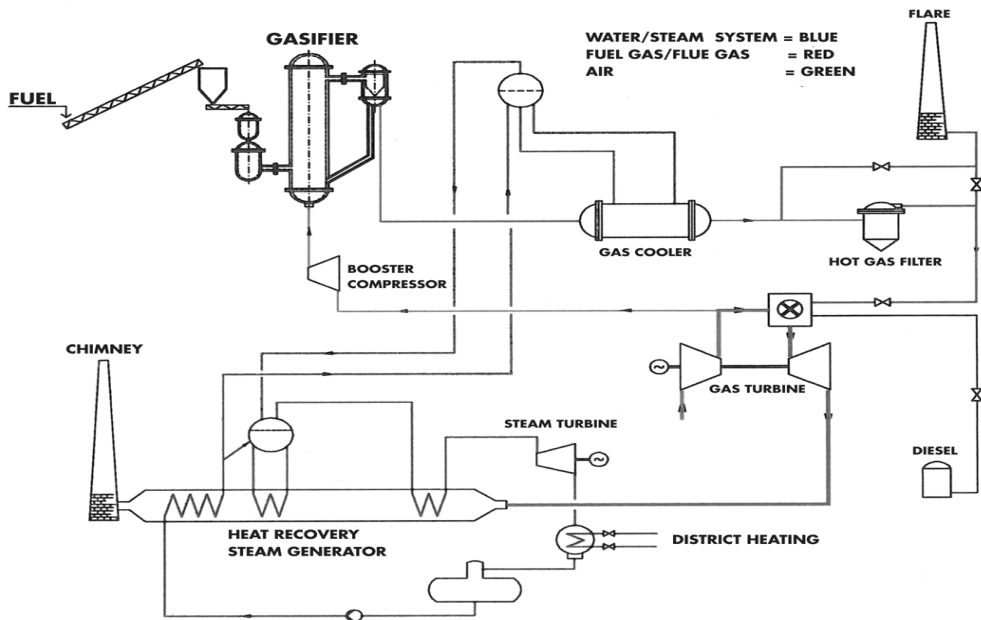 FLARE
GASIFIER
WATER/STEAM SYSTEM = BLUE
FUEL GAS/FLUE GAS = RED
AIR = GREEN
FUEL
GAS COOLER
HOT GAS FILTER
BOOSTER
COMPRESSOR
CHIMNEY
GAS TURBINE
STEAM TURBINE
DIESEL
HEAT RECOVERY
STEAM GENERATOR
DISTRICT HEATING